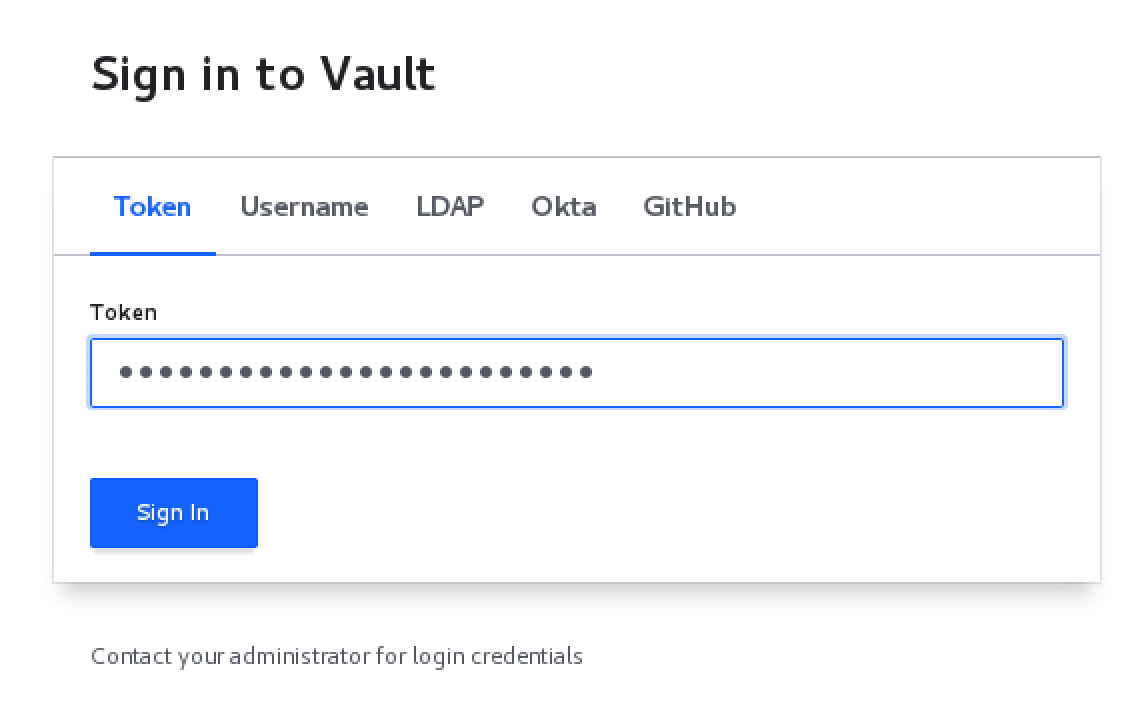 Sign in to Vault
Token Username LDAP Okta GitHub
Token
••••••••••••••••••••••••
Sign In
Contact your administrator for login credentials